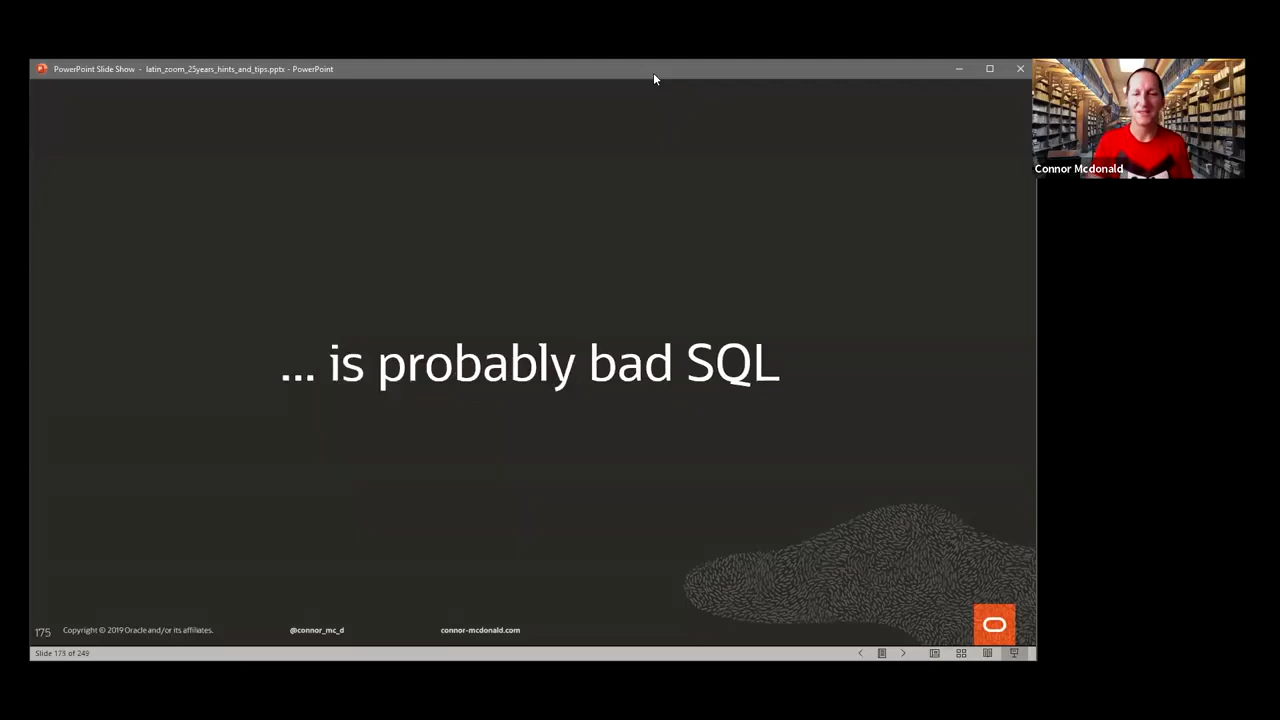 PowerPoint Slide Show - latin_zoom_25years_hints_and_tips.pptx - PowerPoint
Connor Mcdonald
... is probably bad SQL
175 Copyright © 2019 Oracle and/or its affiliates. @connor_mc_d connor-mcdonald.com
Slide 175 of 249